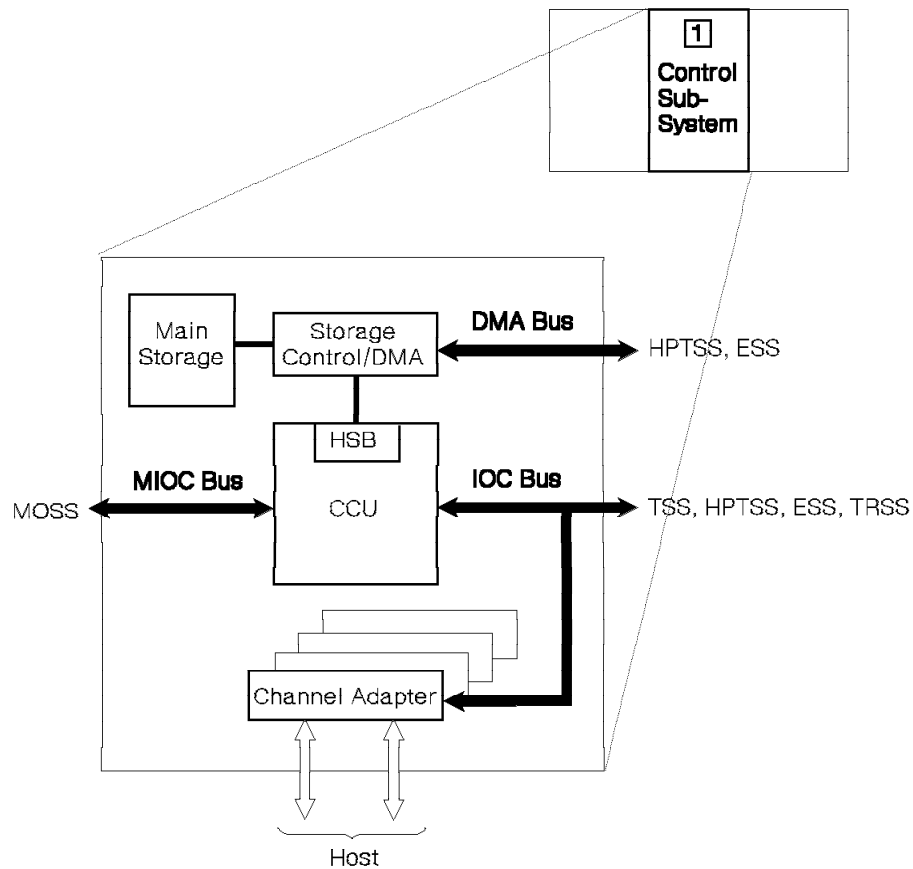 1
Control
Sub-
System
Main
Storage
Storage
Control/DMA
DMA Bus
HPTSS, ESS
HSB
MIOC Bus
IOC Bus
MOSS
CCU
TSS, HPTSS, ESS, TRSS
Channel Adapter
Host